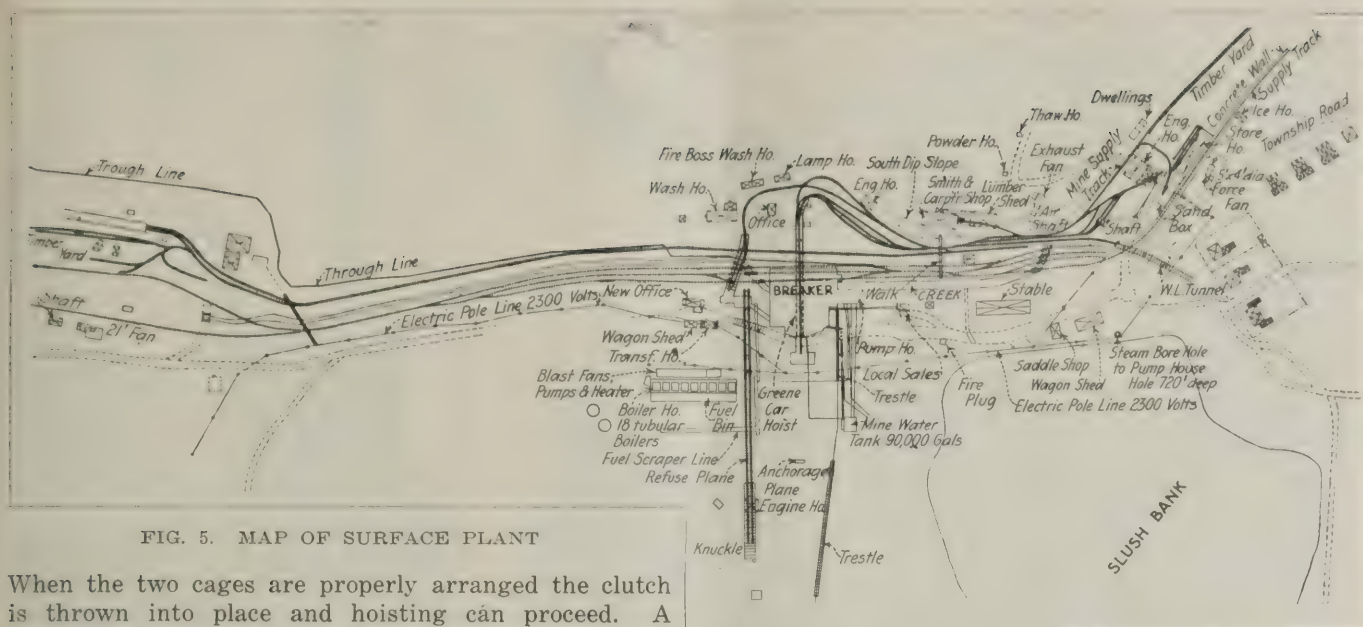 Trough Line
Yard
Shaft
21' Fan
Through Line
Electric Pole Line 2300 Volts
Fire Boss Wash Ho.
Wash Ho.
Lamp Ho.
Office
South Dip Slope
Eng Ho.
Smith &
Carptr Shop
Lumber
Shed
Powder Ho.
Thaw Ho.
Exhaust
Fan
Air
Shaft
Dwellings
Mine Supply
Track
Eng.
Ho.
Timber Yard
Concrete Wall
Supply Track
Ice Ho.
Store
Ho.
Township Road
Force
Fan
Sand
Box
Shaft
W.L. Tunnel
BREAKER
Walk
CREEK
Stable
New Office
Wagon Shed
Transf. Ho.
Blast Fans,
Pumps & Heater
Boiler Ho.
18 tubular
Boilers
Fuel
Bin
Fuel Scraper Line
Refuse Plane
Greene
Car
Hoist
Pump Ho.
Local Sales
Trestle
Mine Water
Tank 90,000 Gals
Fire
Plug
Saddle Shop
Wagon Shed
Steam Bore Hole
to Pump House
Hole 720' deep
Electric Pole Line 2300 Volts
Anchorage
Plane
Engine Ho.
Knuckle
Trestle
SLUSH BANK
FIG. 5. MAP OF SURFACE PLANT
When the two cages are properly arranged the clutch
is thrown into place and hoisting can proceed. A